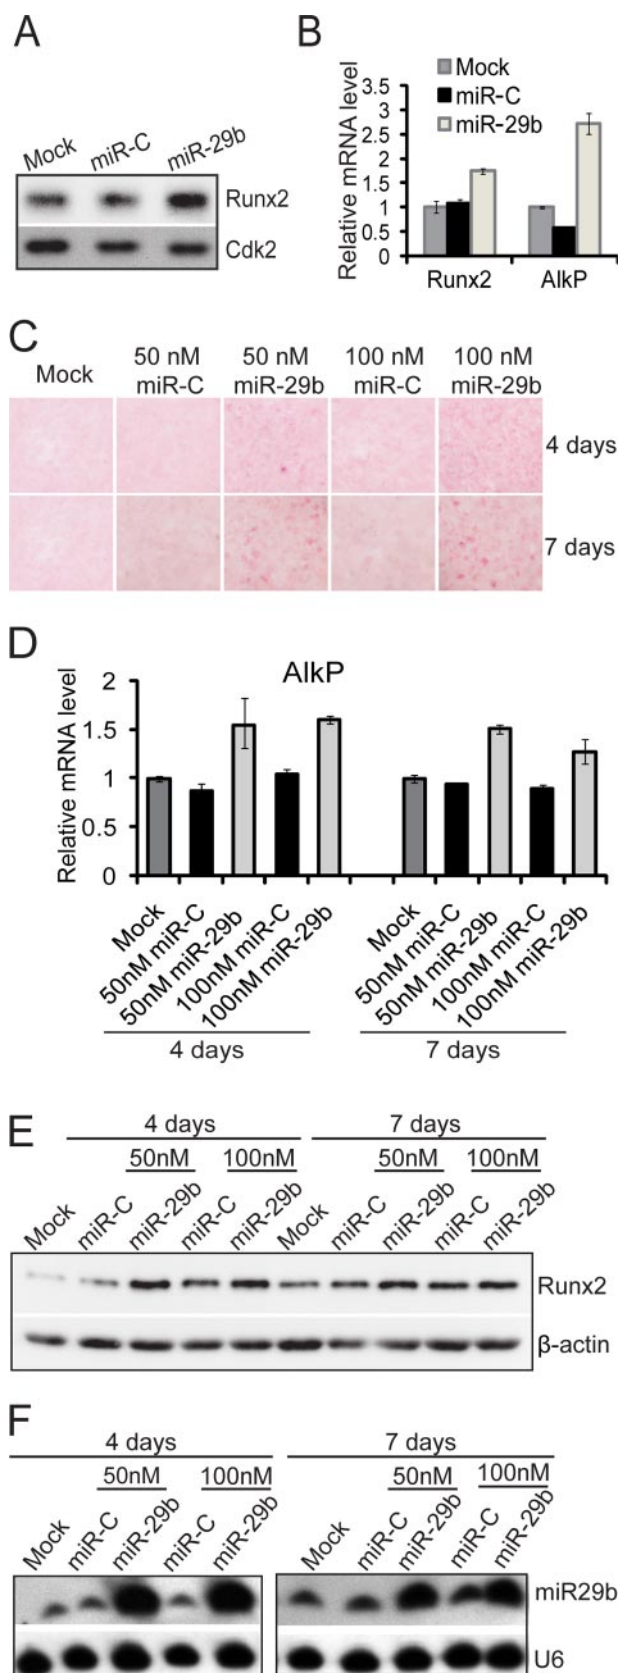 A
Mock miR-C miR-29b
Runx2
Cdk2
B
Mock
miR-C
miR-29b
Relative mRNA level
3.5
3
2.5
2
1.5
1
0.5
0
Runx2 AlkP
C
Mock 50 nM miR-C 50 nM miR-29b 100 nM miR-C 100 nM miR-29b
4 days
7 days
D
AlkP
Relative mRNA level
2
1.5
1
0.5
0
Mock 50nM miR-C 50nM miR-29b 100nM miR-C 100nM miR-29b Mock 50nM miR-C 50nM miR-29b 100nM miR-C 100nM miR-29b
4 days 7 days
E
4 days 7 days
50nM 100nM 50nM 100nM
Mock miR-C miR-29b miR-C miR-29b Mock miR-C miR-29b miR-C miR-29b
Runx2
β-actin
F
4 days 7 days
50nM 100nM 50nM 100nM
Mock miR-C miR-29b miR-C miR-29b Mock miR-C miR-29b miR-C miR-29b
miR29b
U6